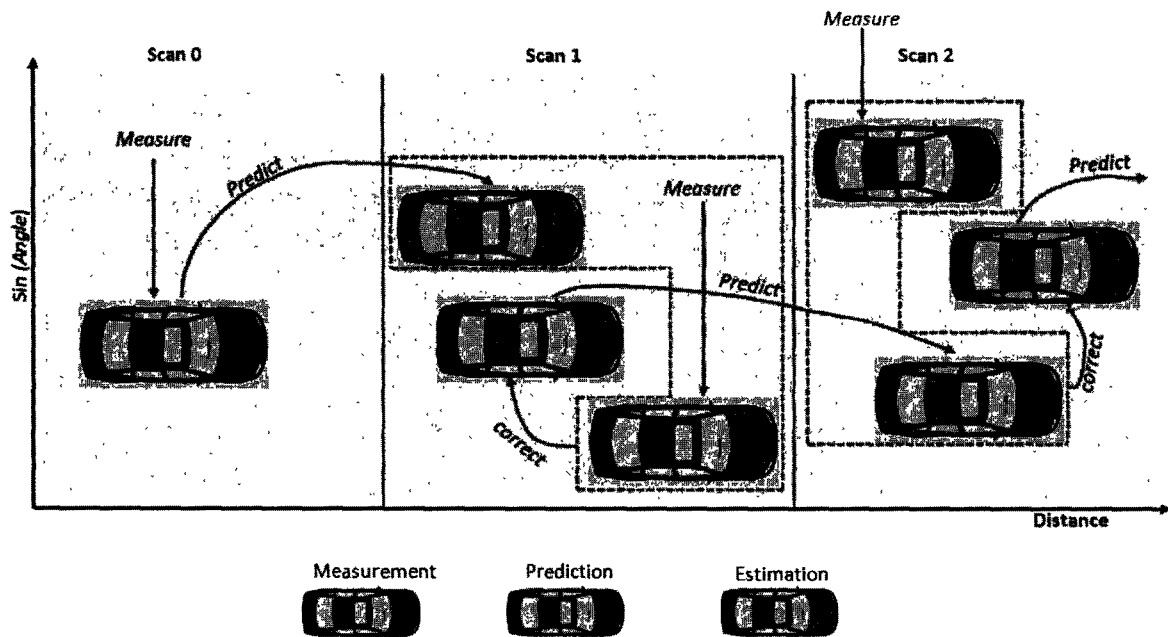 Measure
Scan 0
Scan 1
Scan 2
Measure
Predict
Measure
Predict
Sin (Angle)
Predict
correct
correct
Distance
Measurement
Prediction
Estimation